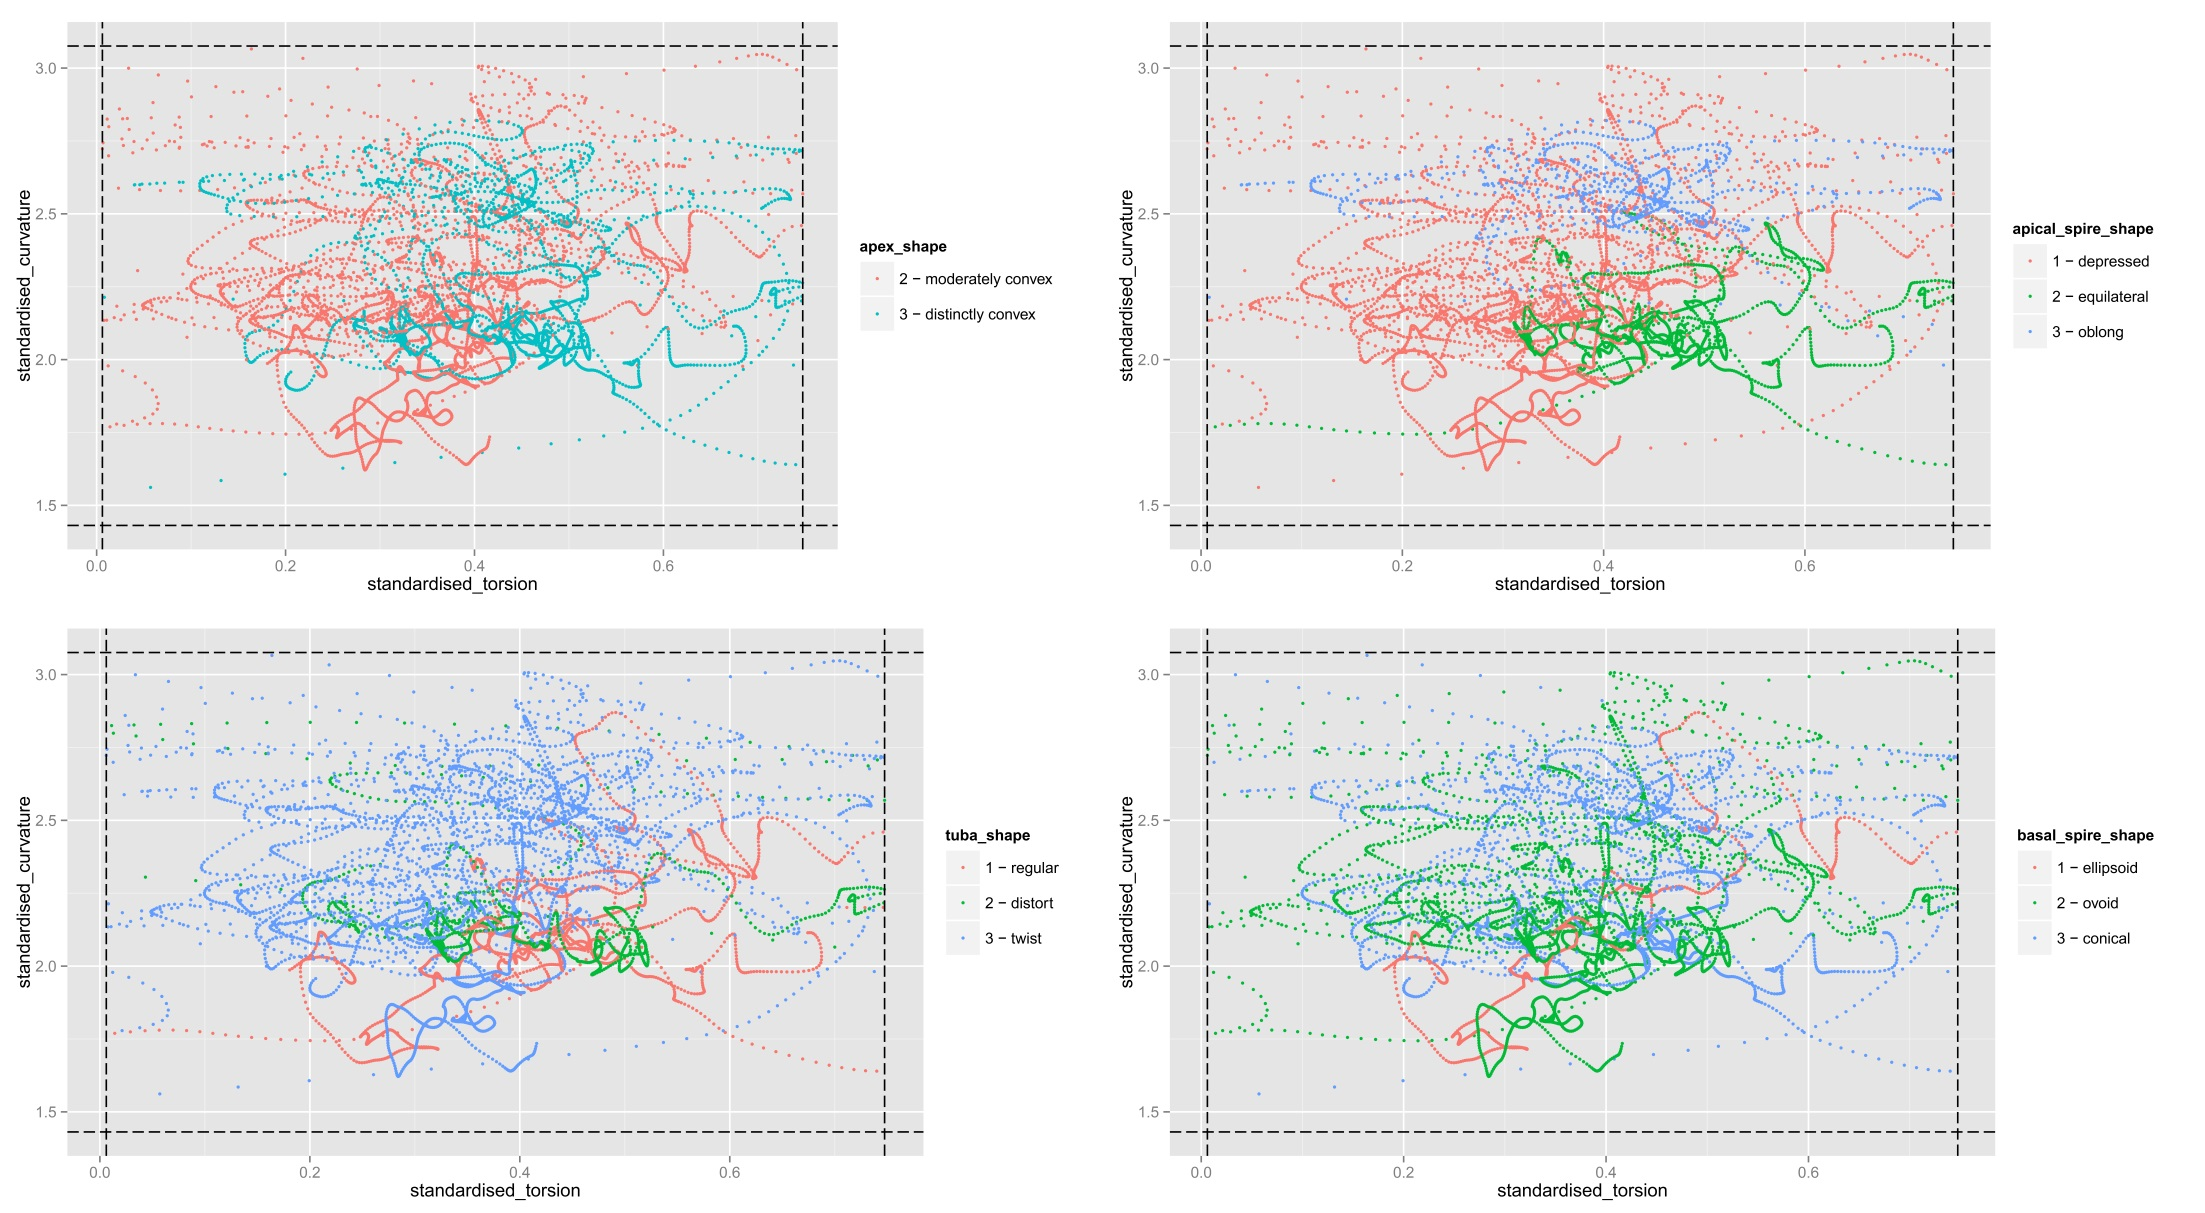 3.0
2.5
2.0
1.5
standardised_curvature
0.0 0.2 0.4 0.6
standardised_torsion
apex_shape
2 − moderately convex
3 − distinctly convex
3.0
2.5
2.0
1.5
standardised_curvature
0.0 0.2 0.4 0.6
standardised_torsion
apical_spire_shape
1 − depressed
2 − equilateral
3 − oblong
3.0
2.5
2.0
1.5
standardised_curvature
0.0 0.2 0.4 0.6
standardised_torsion
tuba_shape
1 − regular
2 − distort
3 − twist
3.0
2.5
2.0
1.5
standardised_curvature
0.0 0.2 0.4 0.6
standardised_torsion
basal_spire_shape
1 − ellipsoid
2 − ovoid
3 − conical